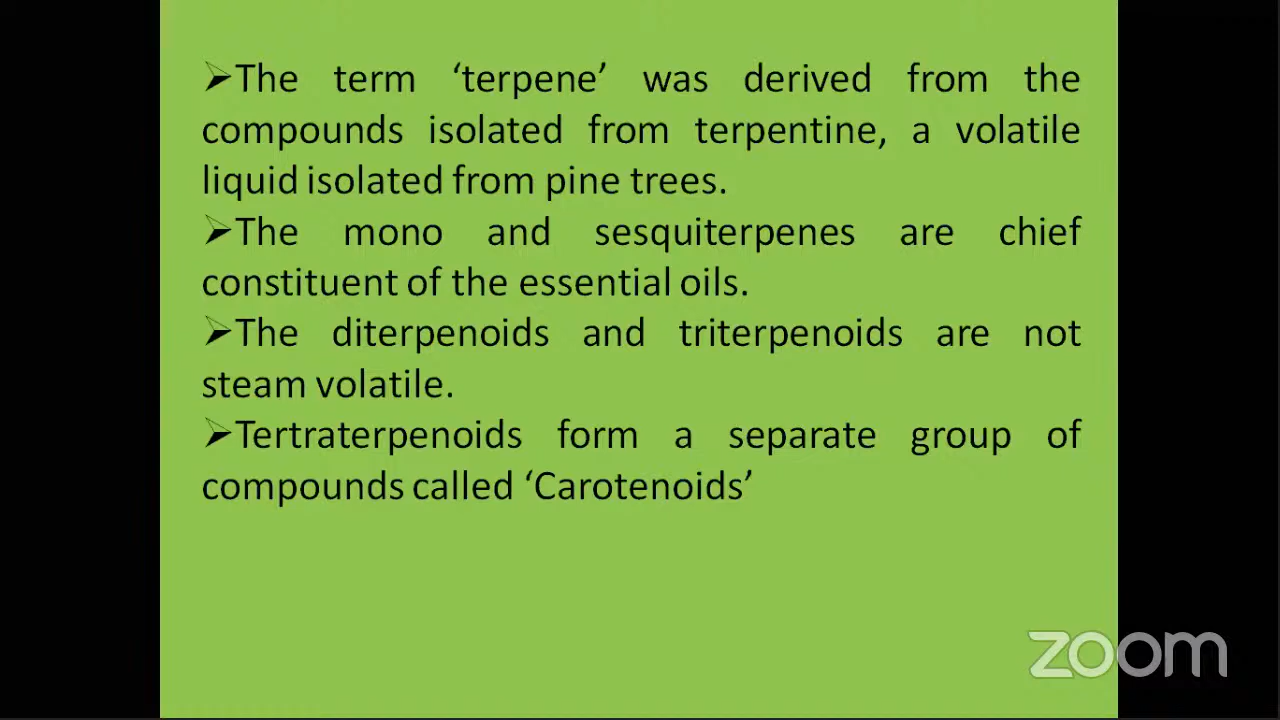 ➢The term ‘terpene’ was derived from the
compounds isolated from terpentine, a volatile
liquid isolated from pine trees.
➢The mono and sesquiterpenes are chief
constituent of the essential oils.
➢The diterpenoids and triterpenoids are not
steam volatile.
➢Tertraterpenoids form a separate group of
compounds called ‘Carotenoids’
zoom